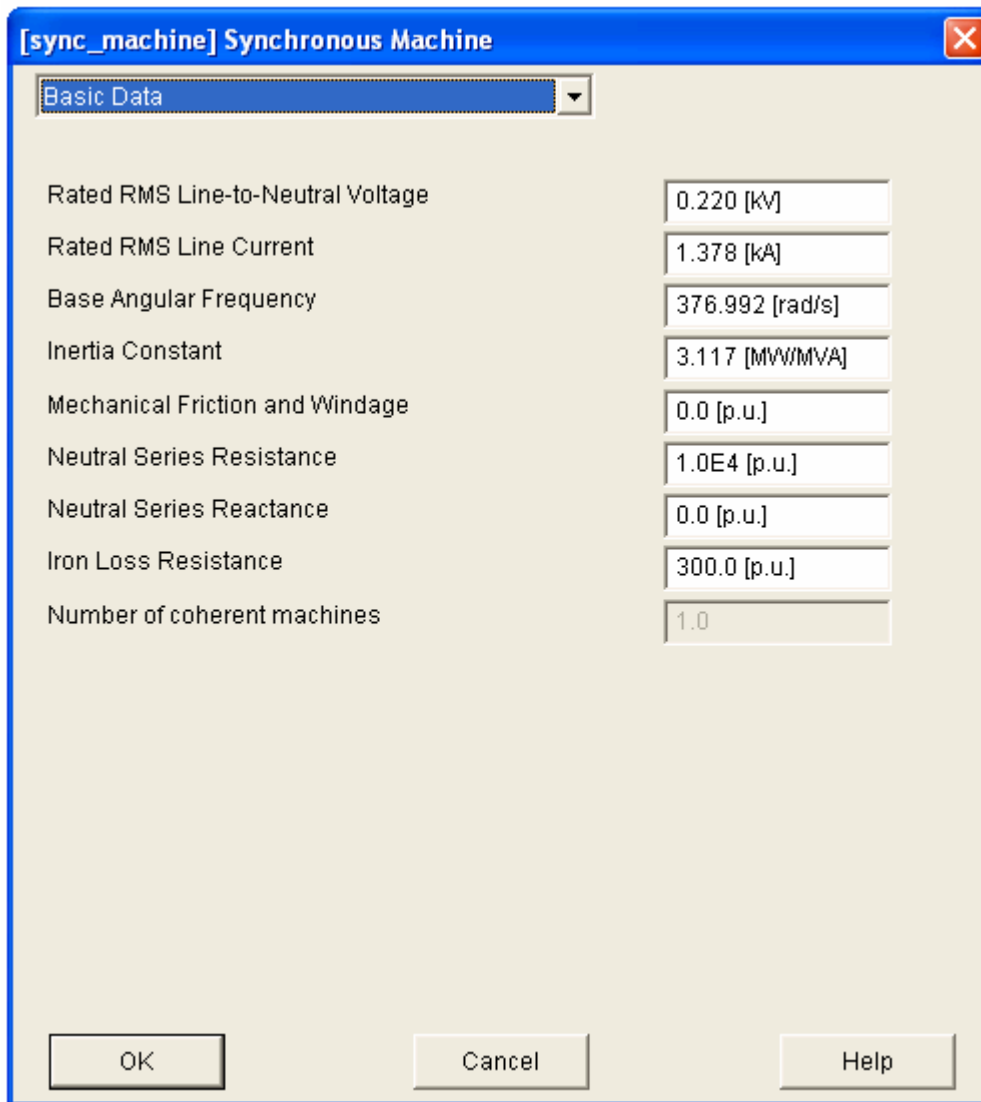 [sync_machine] Synchronous Machine
Basic Data
Rated RMS Line-to-Neutral Voltage 0.220 [kV]
Rated RMS Line Current 1.378 [kA]
Base Angular Frequency 376.992 [rad/s]
Inertia Constant 3.117 [MW/MVA]
Mechanical Friction and Windage 0.0 [p.u.]
Neutral Series Resistance 1.0E4 [p.u.]
Neutral Series Reactance 0.0 [p.u.]
Iron Loss Resistance 300.0 [p.u.]
Number of coherent machines 1.0
OK Cancel Help